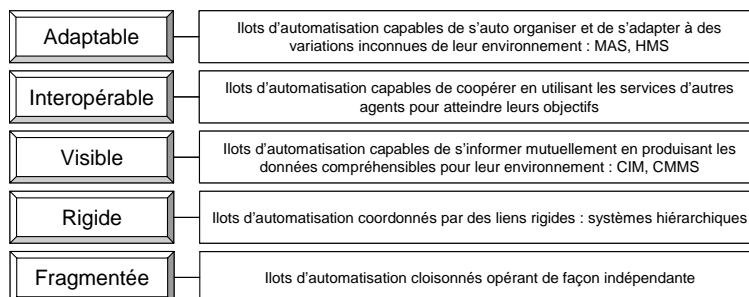 Adaptable
Ilots d’automatisation capables de s’auto organiser et de s’adapter à des
variations inconnues de leur environnement : MAS, HMS
Interopérable
Ilots d’automatisation capables de coopérer en utilisant les services d’autres
agents pour atteindre leurs objectifs
Visible
Ilots d’automatisation capables de s’informer mutuellement en produisant les
données compréhensibles pour leur environnement : CIM, CMMS
Rigide
Ilots d’automatisation coordonnés par des liens rigides : systèmes hiérarchiques
Fragmentée
Ilots d’automatisation cloisonnés opérant de façon indépendante